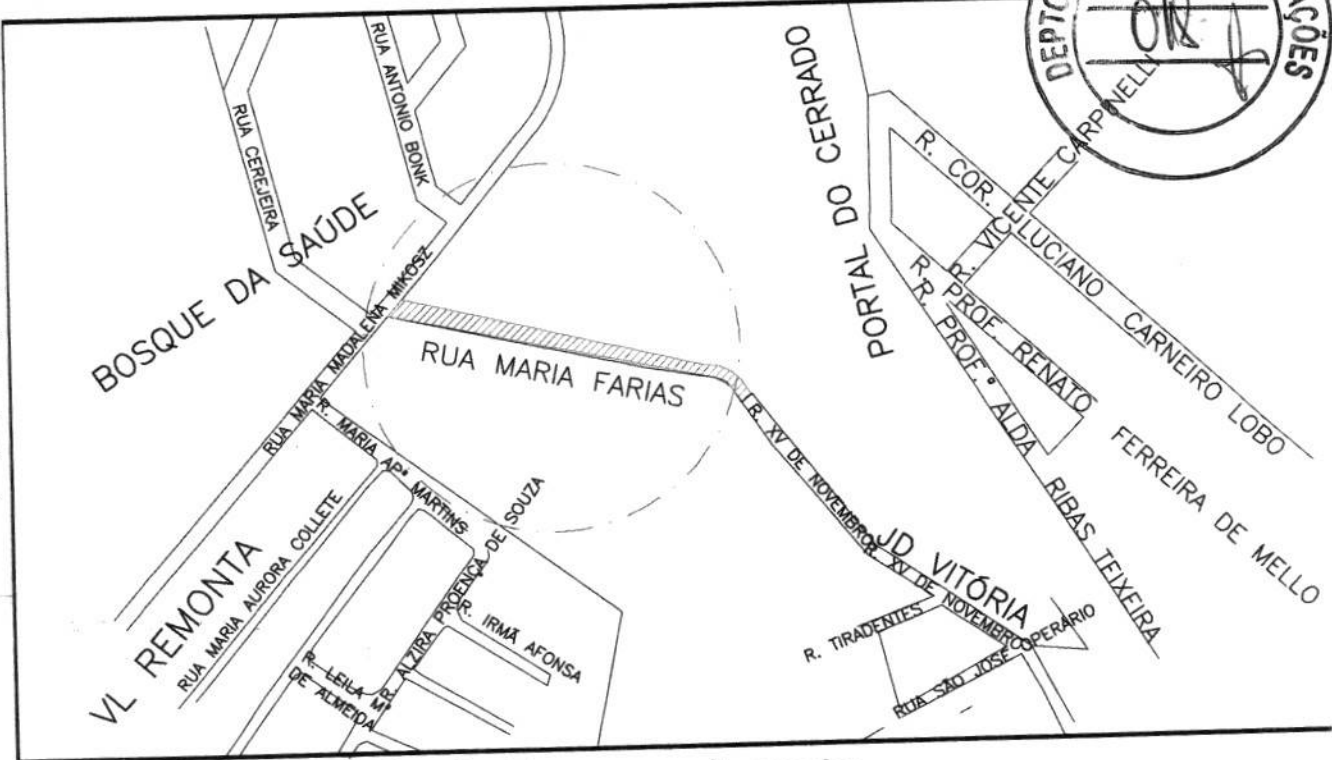 RUA ANTONIO BONK
RUA CEREJEIRA
BOSQUE DA SAÚDE
RUA MARIA MADALENA MIKOSZ
RUA MARIA FARIAS
PORTAL DO CERRADO
DEPTO
AÇÕES
R. VICENTE CARPINELLI
R. COR. LUCIANO CARNEIRO LOBO
R. PROF. RENATO FERREIRA DE MELLO
R. PROF.ª ALDA RIBAS TEIXEIRA
R. MARIA APª MARTINS
RUA MARIA AURORA COLLETE
VL REMONTA
R. ALZIRA PROENÇA DE SOUZA
R. IRMÃ AFONSA
R. LEILA Mª
DE ALMEIDA
R. XV DE NOVEMBRO
JD VITÓRIA
R. XV DE NOVEMBRO
R. TIRADENTES
RUA SÃO JOSÉ OPERÁRIO